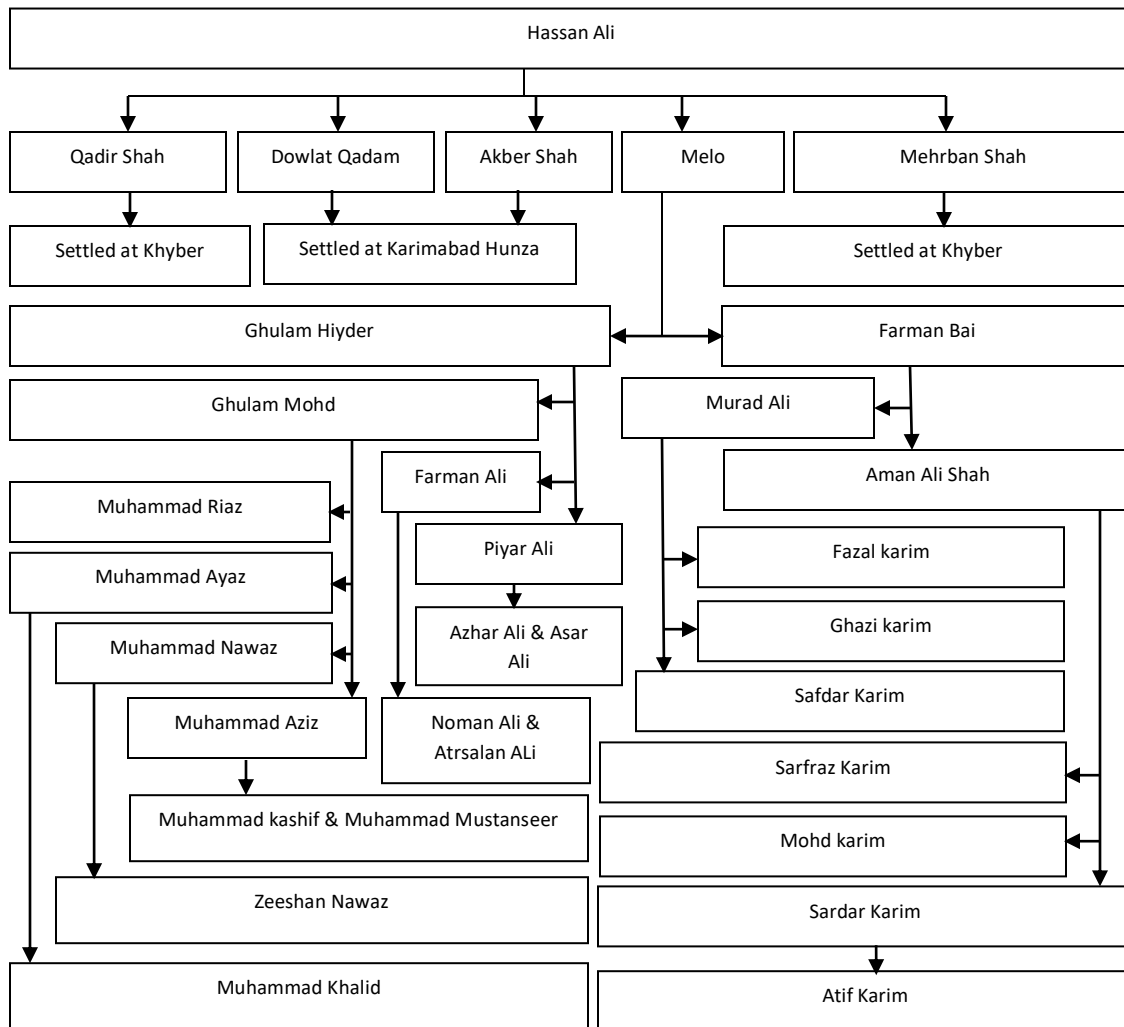 Hassan Ali
Qadir Shah
Dowlat Qadam
Akber Shah
Melo
Mehrban Shah
Settled at Khyber
Settled at Karimabad Hunza
Settled at Khyber
Ghulam Hiyder
Farman Bai
Ghulam Mohd
Murad Ali
Farman Ali
Aman Ali Shah
Muhammad Riaz
Piyar Ali
Fazal karim
Muhammad Ayaz
Azhar Ali & Asar
Ali
Ghazi karim
Muhammad Nawaz
Safdar Karim
Muhammad Aziz
Noman Ali &
Atrsalan ALi
Sarfraz Karim
Muhammad kashif & Muhammad Mustanseer
Mohd karim
Zeeshan Nawaz
Sardar Karim
Muhammad Khalid
Atif Karim